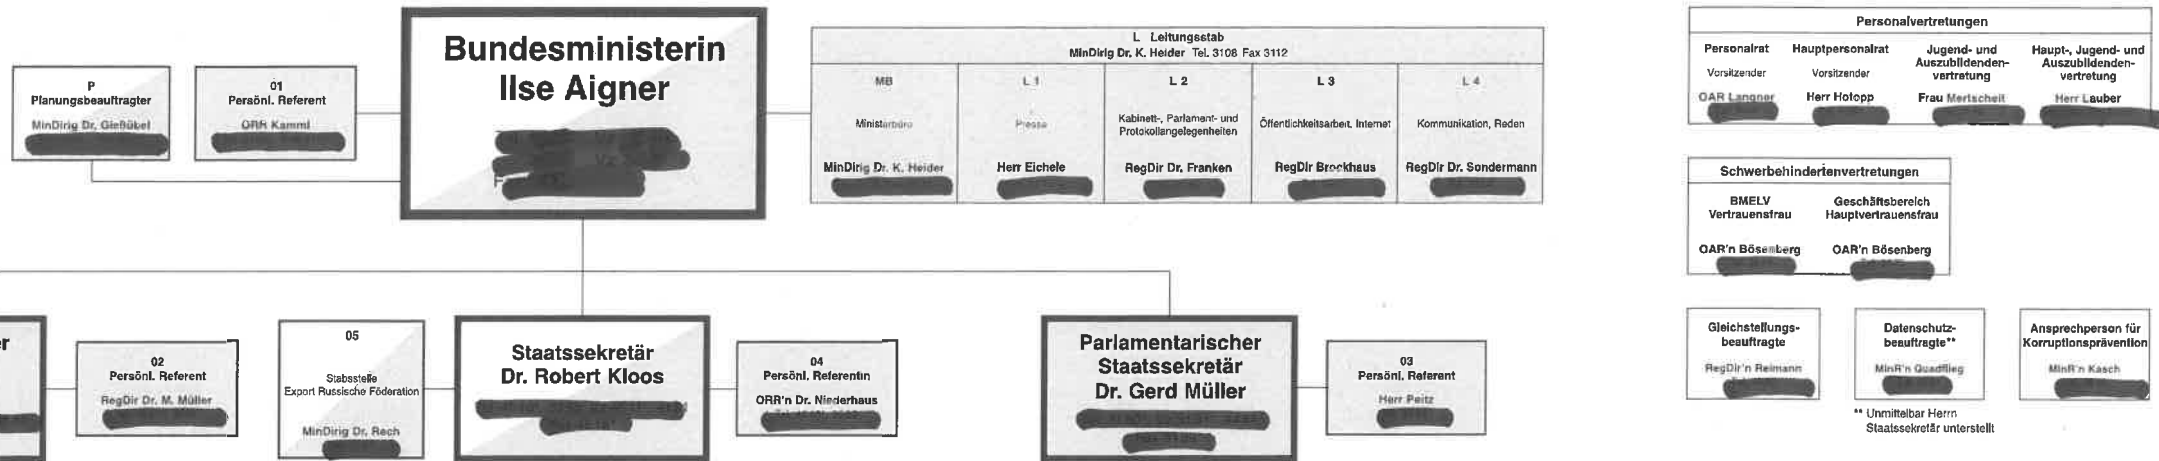 P
Planungsbeauftragter
MinDirig Dr. Gießübel
01
Persönl. Referent
ORR Kamml
Bundesministerin
Ilse Aigner
L Leitungsstab
MinDirig Dr. K. Heider Tel. 3108 Fax 3112
MB
Ministerbüro
MinDirig Dr. K. Heider
L 1
Presse
Herr Eichele
L 2
Kabinett-, Parlament- und
Protokollangelegenheiten
RegDir Dr. Franken
L 3
Öffentlichkeitsarbeit, Internet
RegDir Brockhaus
L 4
Kommunikation, Reden
RegDir Dr. Sondermann
Personalvertretungen
Personalrat
Vorsitzender
OAR Langner
Hauptpersonalrat
Vorsitzender
Herr Hotopp
Jugend- und
Auszubildenden-
vertretung
Frau Mertscheit
Haupt-, Jugend- und
Auszubildenden-
vertretung
Herr Lauber
Schwerbehindertenvertretungen
BMELV
Vertrauensfrau
OAR'n Bösenberg
Geschäftsbereich
Hauptvertrauensfrau
OAR'n Bösenberg
er
02
Persönl. Referent
RegDir Dr. M. Müller
05
Stabsstelle
Export Russische Föderation
MinDirig Dr. Rech
Staatssekretär
Dr. Robert Kloos
04
Persönl. Referentin
ORR'n Dr. Niederhaus
Parlamentarischer
Staatssekretär
Dr. Gerd Müller
03
Persönl. Referent
Herr Peitz
Gleichstellungs-
beauftragte
RegDir'n Reimann
Datenschutz-
beauftragte**
MinR'n Quadflieg
Ansprechperson für
Korruptionsprävention
MinR'n Kasch
** Unmittelbar Herrn
Staatssekretär unterstellt